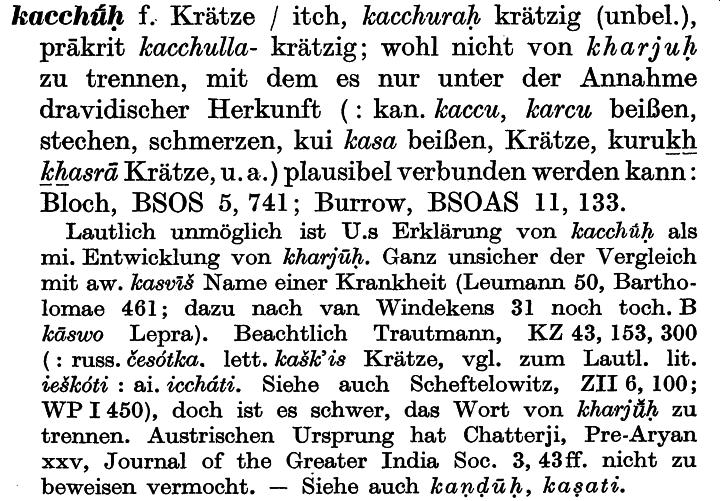 kacchū́ḥ f. Krätze / itch, kacchuraḥ krätzig (unbel.),
prākrit kacchulla- krätzig; wohl nicht von kharjuḥ
zu trennen, mit dem es nur unter der Annahme
dravidischer Herkunft (: kan. kaccu, karcu beißen,
stechen, schmerzen, kui kasa beißen, Krätze, kuruk͟h
k͟hasrā Krätze, u. a.) plausibel verbunden werden kann:
Bloch, BSOS 5, 741; Burrow, BSOAS 11, 133.
Lautlich unmöglich ist U.s Erklärung von kacchū́ḥ als
mi. Entwicklung von kharjūḥ. Ganz unsicher der Vergleich
mit aw. kasvīš Name einer Krankheit (Leumann 50, Bartho-
lomae 461; dazu nach van Windekens 31 noch toch. B
kāswo Lepra). Beachtlich Trautmann, KZ 43, 153, 300
(: russ. česótka. lett. kašk’is Krätze, vgl. zum Lautl. lit.
ieškóti : ai. iccháti. Siehe auch Scheftelowitz, ZII 6, 100;
WP I 450), doch ist es schwer, das Wort von kharjū̆ḥ zu
trennen. Austrischen Ursprung hat Chatterji, Pre-Aryan
xxv, Journal of the Greater India Soc. 3, 43ff. nicht zu
beweisen vermocht. — Siehe auch kaṇḍūḥ, kaṣati.